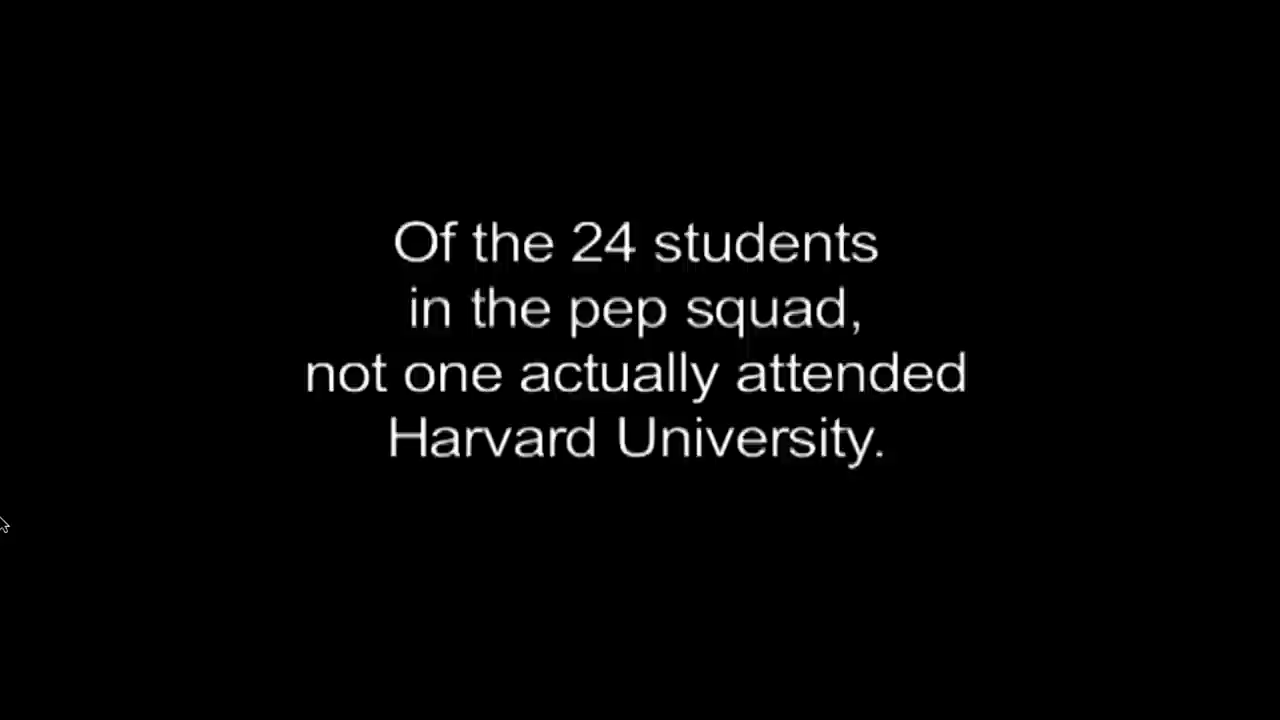 Of the 24 students
in the pep squad,
not one actually attended
Harvard University.